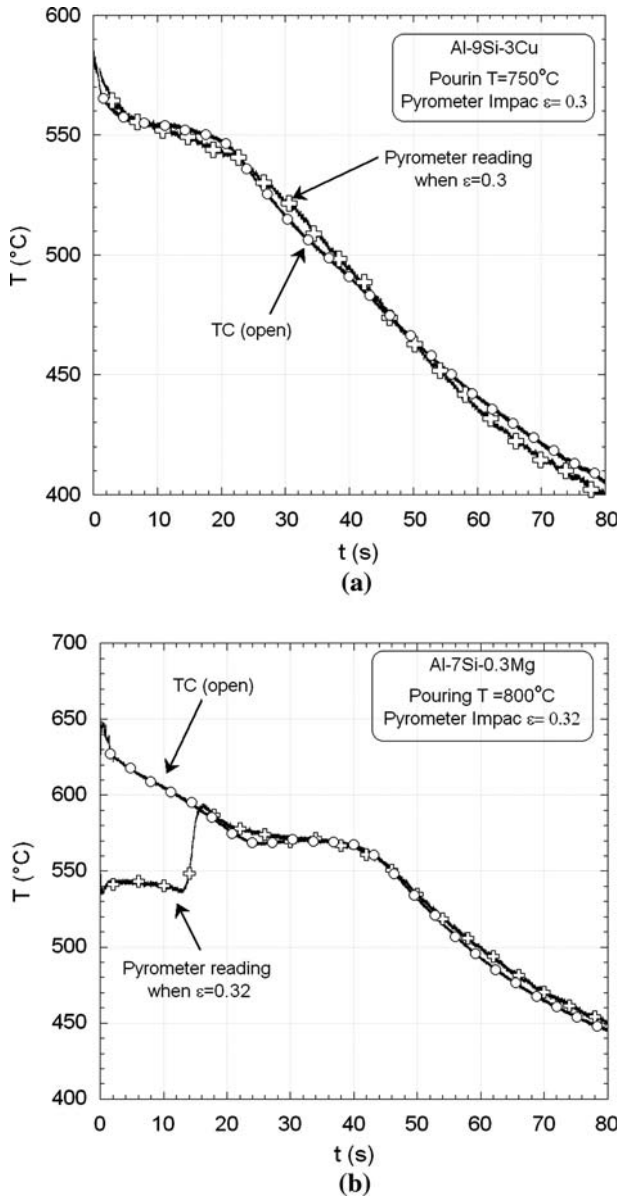 600
Al-9Si-3Cu
Pourin T=750°C
Pyrometer Impac ε= 0.3
550
Pyrometer reading
when ε=0.3
T (°C)
500
TC (open)
450
400
0 10 20 30 40 50 60 70 80
t (s)
(a)
700
Al-7Si-0.3Mg
TC (open)
Pouring T =800°C
Pyrometer Impac ε= 0.32
650
600
T (°C)
550
500
Pyrometer reading
when ε=0.32
450
400
0 10 20 30 40 50 60 70 80
t (s)
(b)